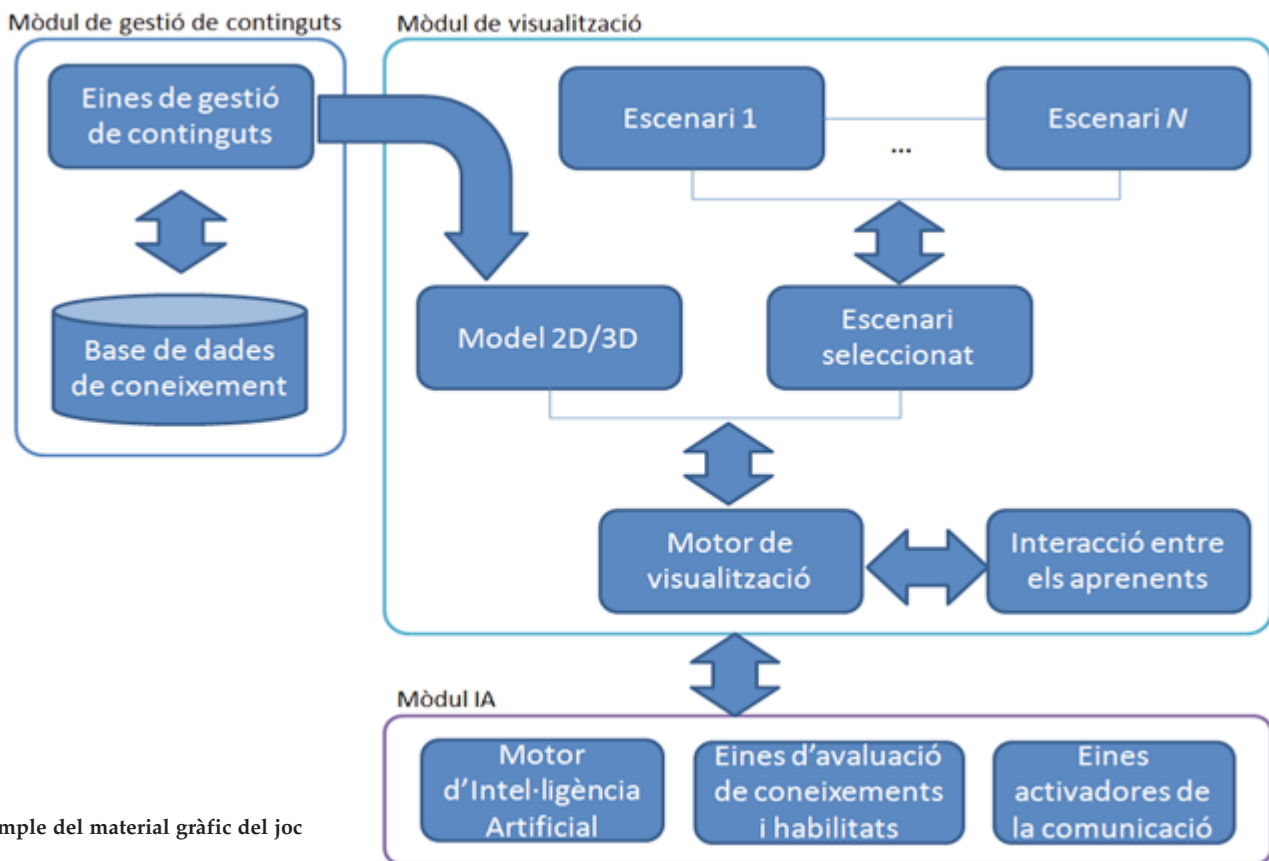 Mòdul de gestió de continguts
Eines de gestió
de continguts
Base de dades
de coneixement
Mòdul de visualització
Escenari 1
...
Escenari N
Model 2D/3D
Escenari
seleccionat
Motor de
visualització
Interacció entre
els aprenents
Mòdul IA
Motor
d'Intel·ligència
Artificial
Eines d'avaluació
de coneixements
i habilitats
Eines
activadores de
la comunicació
mple del material gràfic del joc